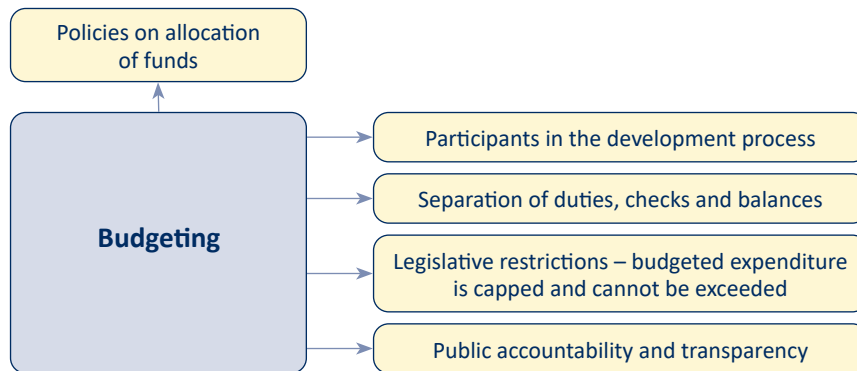 Policies on allocation
of funds
Budgeting
Participants in the development process
Separation of duties, checks and balances
Legislative restrictions – budgeted expenditure
is capped and cannot be exceeded
Public accountability and transparency